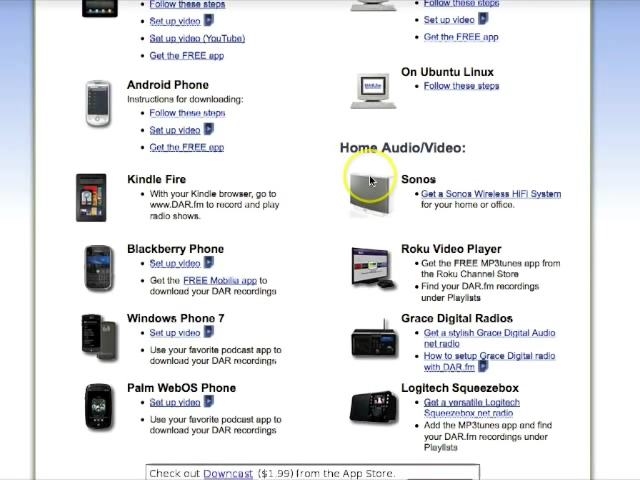 Follow these steps
Set up video
Set up video (YouTube)
Get the FREE app
Android Phone
Instructions for downloading:
Follow these steps
Set up video
Get the FREE app
Kindle Fire
With your Kindle browser, go to
www.DAR.fm to record and play
radio shows.
Blackberry Phone
Set up video
Get the FREE Mobilia app to
download your DAR recordings
Windows Phone 7
Set up video
Use your favorite podcast app to
download your DAR recordings
Palm WebOS Phone
Set up video
Use your favorite podcast app to
download your DAR recordings
Follow these steps
Set up video
Get the FREE app
On Ubuntu Linux
Follow these steps
Home Audio/Video:
Sonos
Get a Sonos Wireless HiFi System
for your home or office.
Roku Video Player
Get the FREE MP3tunes app from
the Roku Channel Store
Find your DAR.fm recordings
under Playlists
Grace Digital Radios
Get a stylish Grace Digital Audio
net radio
How to setup Grace Digital radio
with DAR.fm
Logitech Squeezebox
Get a versatile Logitech
Squeezebox net radio
Add the MP3tunes app and find
your DAR.fm recordings under
Playlists
Check out Downcast ($1.99) from the App Store.